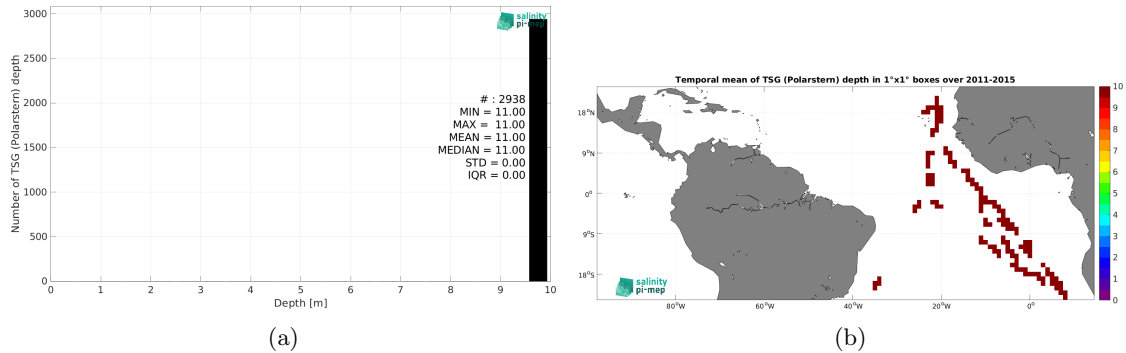 3000
2500
2000
1500
1000
500
0
Number of TSG (Polarstern) depth
salinity
pi-mep
# : 2938
MIN = 11.00
MAX = 11.00
MEAN = 11.00
MEDIAN = 11.00
STD = 0.00
IQR = 0.00
0 1 2 3 4 5 6 7 8 9 10
Depth [m]
(a)
Temporal mean of TSG (Polarstern) depth in 1°x1° boxes over 2011-2015
18°N
9°N
0°
9°S
18°S
80°W 60°W 40°W 20°W 0°
salinity
pi-mep
10
9
8
7
6
5
4
3
2
1
0
(b)